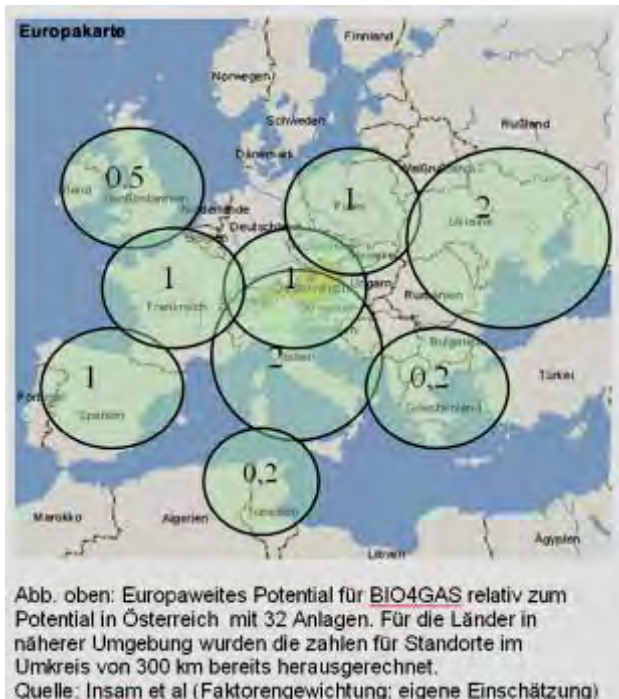 Europakarte
Finnland
Norwegen
Schweden
Rußland
Dänemark
0.5
1
2
Ukraine
Niederlande
1
1
Ungarn
Frankreich
Rumänien
2
Italien
1
0,2
Türkei
Griechenland
Spanien
0,2
Tunesien
Marokko
Algerien
Libyen
Ägypten
Abb. oben: Europaweites Potential für BIO4GAS relativ zum
Potential in Österreich mit 32 Anlagen. Für die Länder in
näherer Umgebung wurden die zahlen für Standorte im
Umkreis von 300 km bereits herausgerechnet.
Quelle: Insam et al (Faktorengewichtung: eigene Einschätzung)